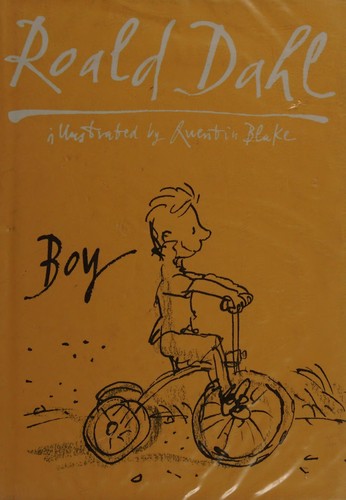 Roald Dahl
illustrated by Quentin Blake
Boy